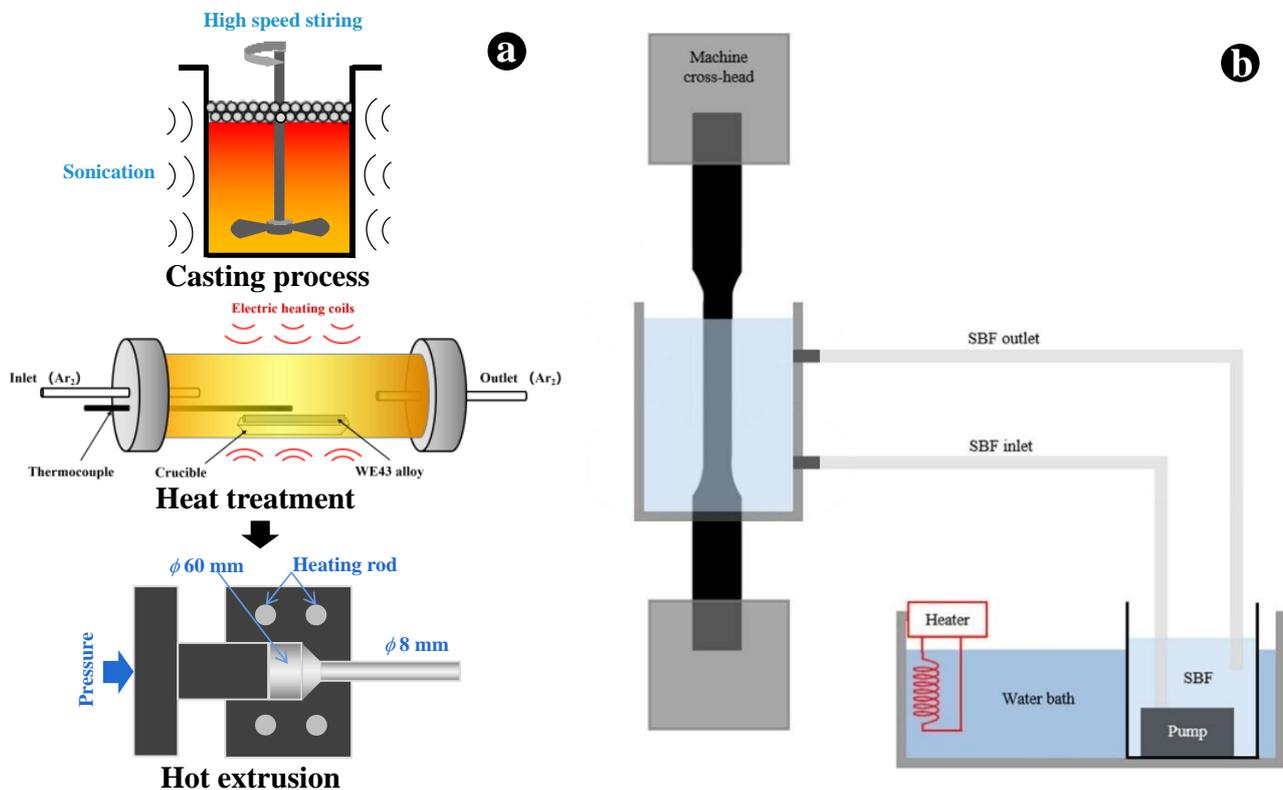 High speed stiring
a
Sonication
Casting process
Electric heating coils
Inlet （Ar₂）
Outlet （Ar₂）
Thermocouple
Crucible
WE43 alloy
Heat treatment
ϕ 60 mm
Heating rod
Pressure
ϕ 8 mm
Hot extrusion
b
Machine
cross-head
SBF outlet
SBF inlet
Heater
Water bath
SBF
Pump